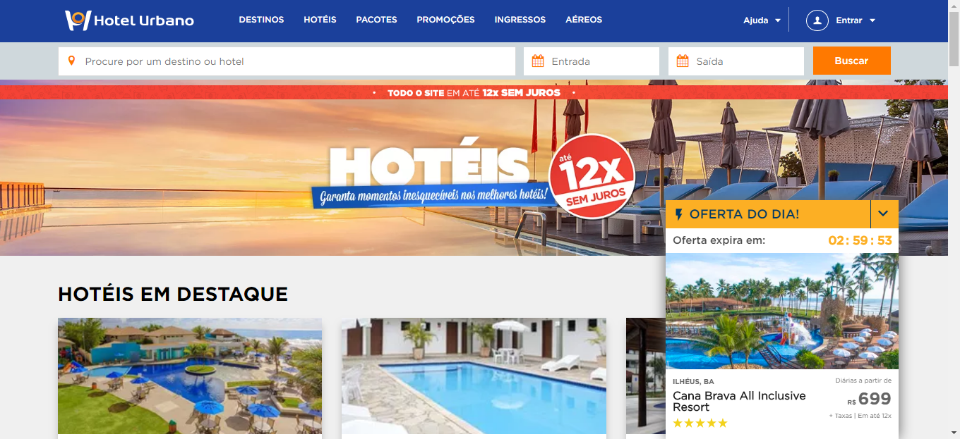 Hotel Urbano
DESTINOS HOTÉIS PACOTES PROMOÇÕES INGRESSOS AÉREOS
Ajuda Entrar
Procure por um destino ou hotel
Entrada
Saída
Buscar
• TODO O SITE EM ATÉ 12x SEM JUROS •
HOTÉIS
Garanta momentos inesquecíveis nos melhores hotéis!
até
12x
SEM JUROS
OFERTA DO DIA!
Oferta expira em: 02 : 59 : 53
HOTÉIS EM DESTAQUE
ILHÉUS, BA
Cana Brava All Inclusive
Resort
Diárias a partir de
R$ 699
+ Taxas | Em até 12x